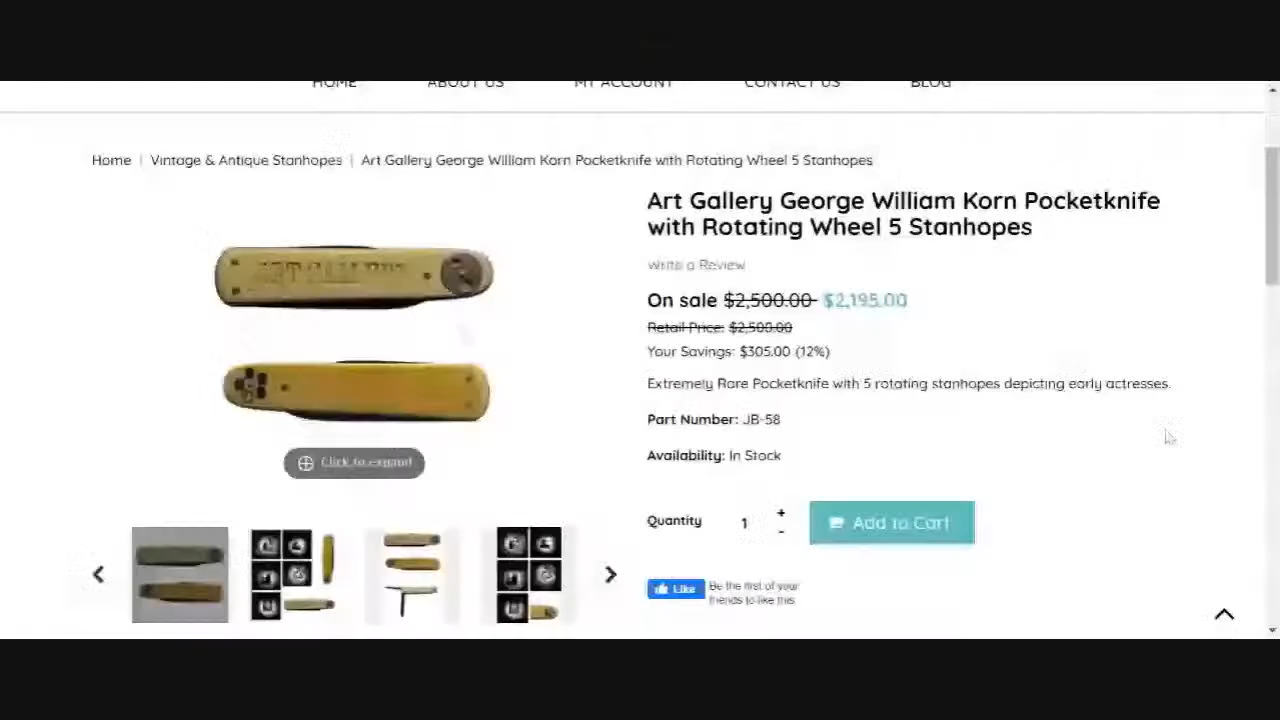 HOME ABOUT US MY ACCOUNT CONTACT US BLOG
Home | Vintage & Antique Stanhopes | Art Gallery George William Korn Pocketknife with Rotating Wheel 5 Stanhopes
Art Gallery George William Korn Pocketknife
with Rotating Wheel 5 Stanhopes
Write a Review
On sale $2,500.00 $2,195.00
Retail Price: $2,500.00
Your Savings: $305.00 (12%)
Extremely Rare Pocketknife with 5 rotating stanhopes depicting early actresses.
Part Number: JB-58
Availability: In Stock
ART GALLERY
Click to expand
Quantity 1 + -
Add to Cart
Like Be the first of your
friends to like this